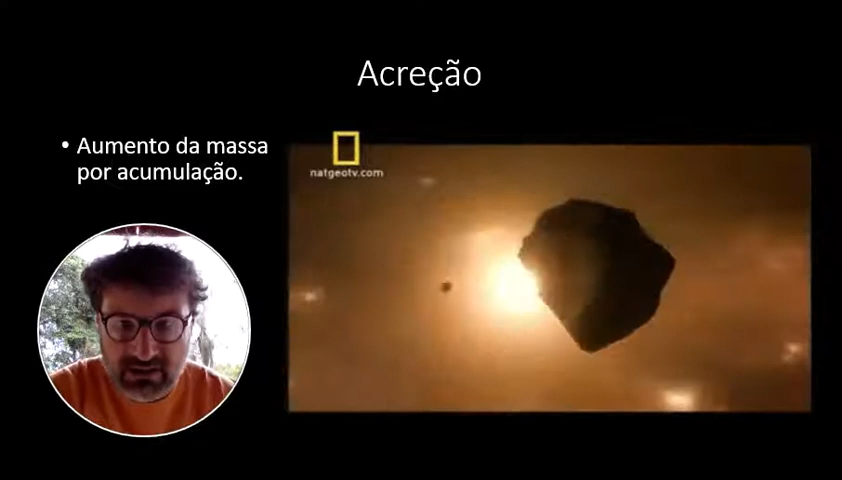 Acreção
• Aumento da massa
por acumulação.
natgeotv.com